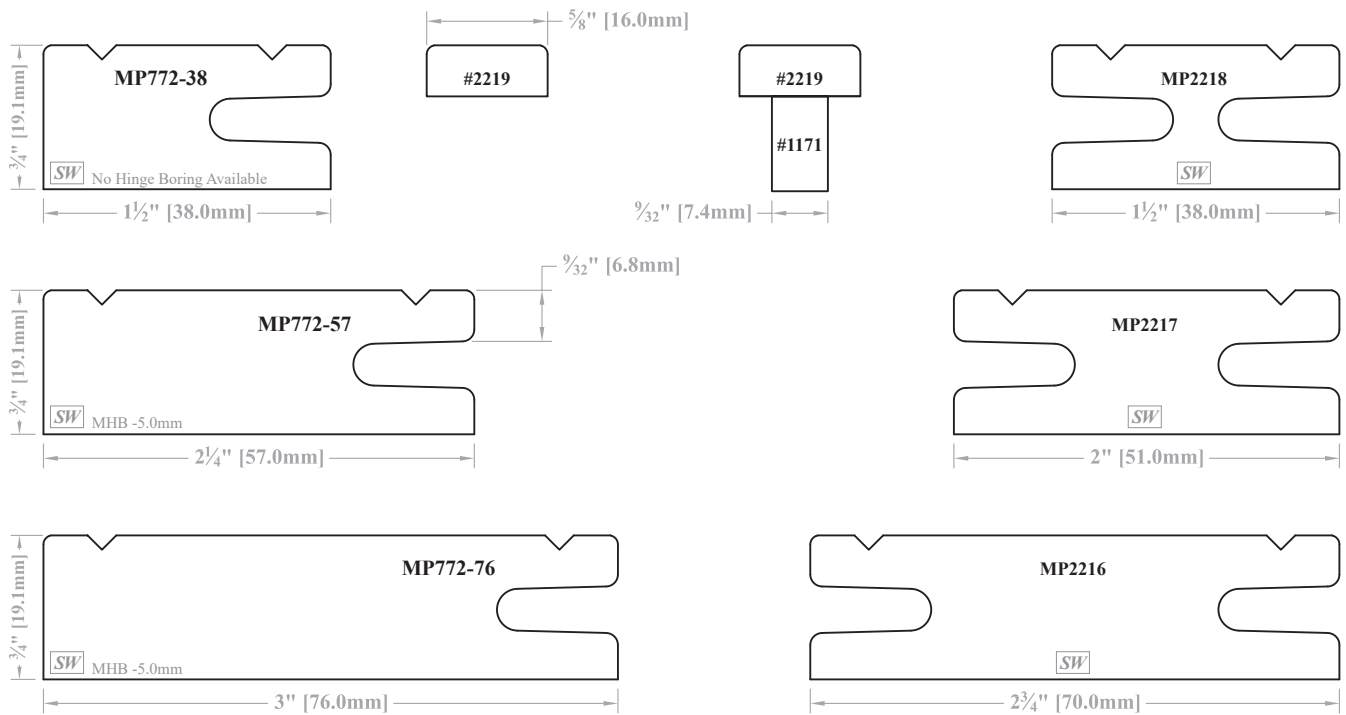 ⅝" [16.0mm]
¾" [19.1mm]
MP772-38
#2219
#2219
MP2218
#1171
SW No Hinge Boring Available
SW
1½" [38.0mm]
9⁄32" [7.4mm]
1½" [38.0mm]
9⁄32" [6.8mm]
¾" [19.1mm]
MP772-57
MP2217
SW MHB -5.0mm
SW
2¼" [57.0mm]
2" [51.0mm]
¾" [19.1mm]
MP772-76
MP2216
SW MHB -5.0mm
SW
3" [76.0mm]
2¾" [70.0mm]